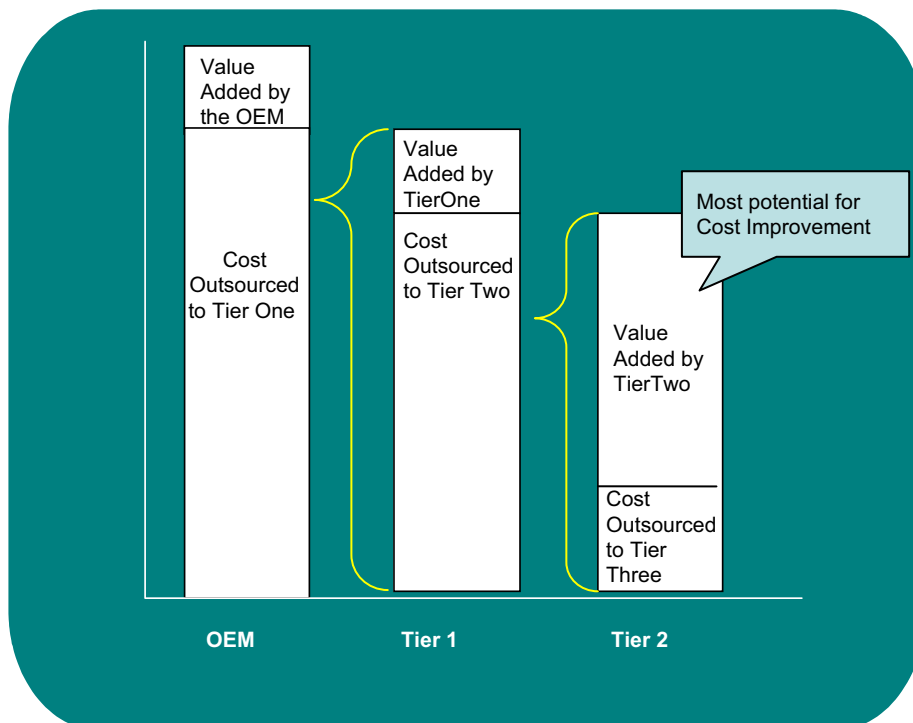 Value
Added by
the OEM
Cost
Outsourced
to Tier One
Value
Added by
TierOne
Cost
Outsourced
to Tier Two
Most potential for
Cost Improvement
Value
Added by
TierTwo
Cost
Outsourced
to Tier
Three
OEM
Tier 1
Tier 2